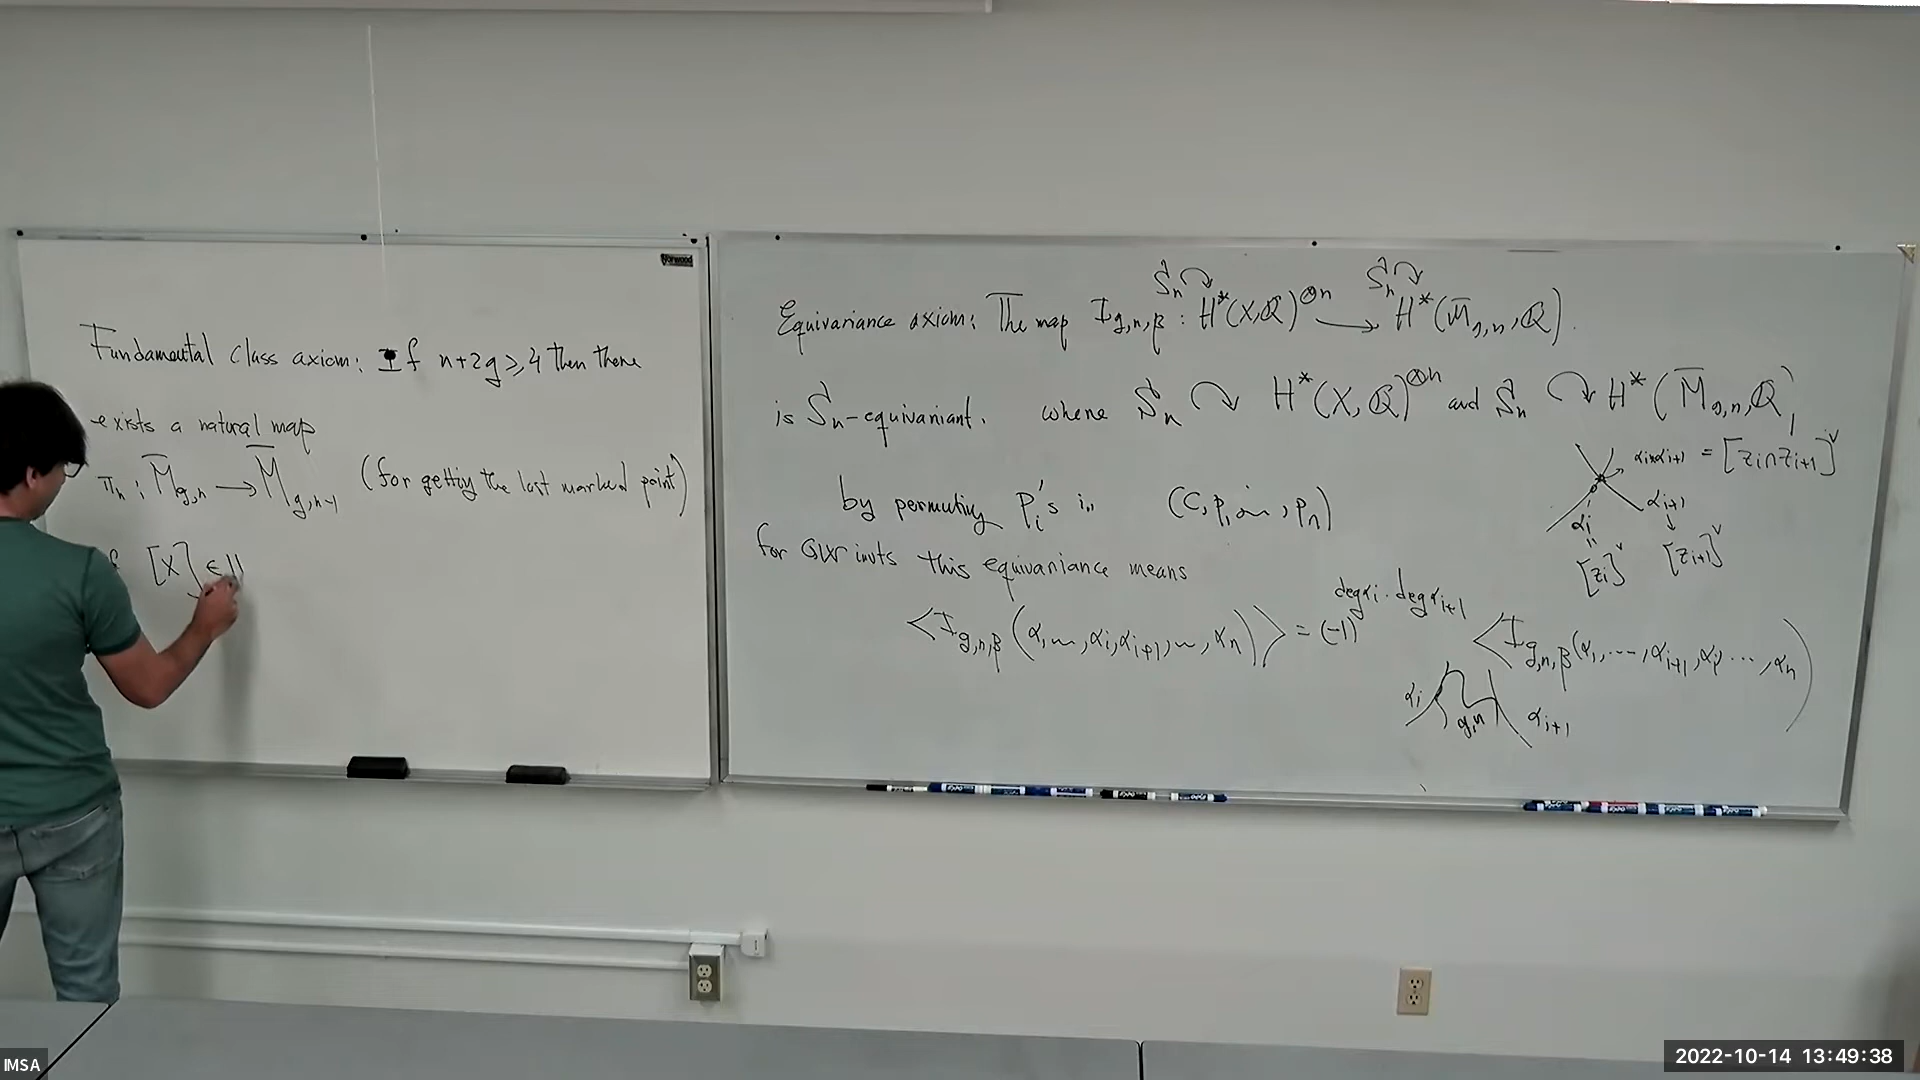 Norwood
Fundamental Class axiom: If n+2g ≥ 4 then there
exists a natural map
π_n : M̄_{g,n} → M̄_{g,n-1} (forgetting the last marked point)
[X] ∈ H
Equivariance axiom: The map I_{g,n,β} : H*(X,ℚ)^{⊗n} → H*(M̄_{g,n},ℚ).
S_n ↷ S_n ↷
is S_n-equivariant. where S_n ↷ H*(X,ℚ)^{⊗n} and S_n ↷ H*(M̄_{g,n},ℚ)
by permuting p_i's in (C, p_1, ..., p_n)
α_i∩α_{i+1} = [Z_i∩Z_{i+1}]^∨
α_i
α_{i+1}
=
[Z_i]^∨
[Z_{i+1}]^∨
for GW invts this equivariance means
<I_{g,n,β}(α_1, ..., α_i, α_{i+1}, ..., α_n)> = (-1)^{deg α_i · deg α_{i+1}} <I_{g,n,β}(α_1, ..., α_{i+1}, α_i, ..., α_n)
α_i
g,n
α_{i+1}
IMSA
2022-10-14 13:49:38